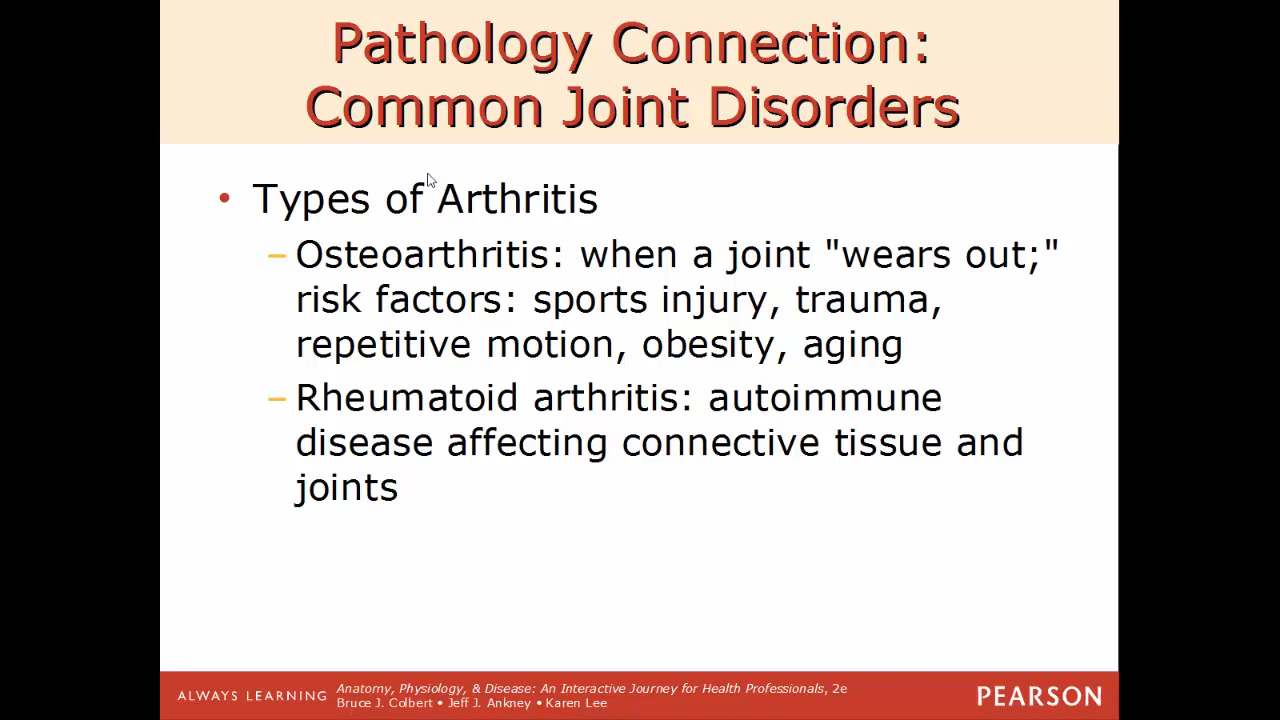 Pathology Connection:
Common Joint Disorders
• Types of Arthritis
– Osteoarthritis: when a joint "wears out;"
risk factors: sports injury, trauma,
repetitive motion, obesity, aging
– Rheumatoid arthritis: autoimmune
disease affecting connective tissue and
joints
ALWAYS LEARNING
Anatomy, Physiology, & Disease: An Interactive Journey for Health Professionals, 2e
Bruce J. Colbert • Jeff J. Ankney • Karen Lee
PEARSON